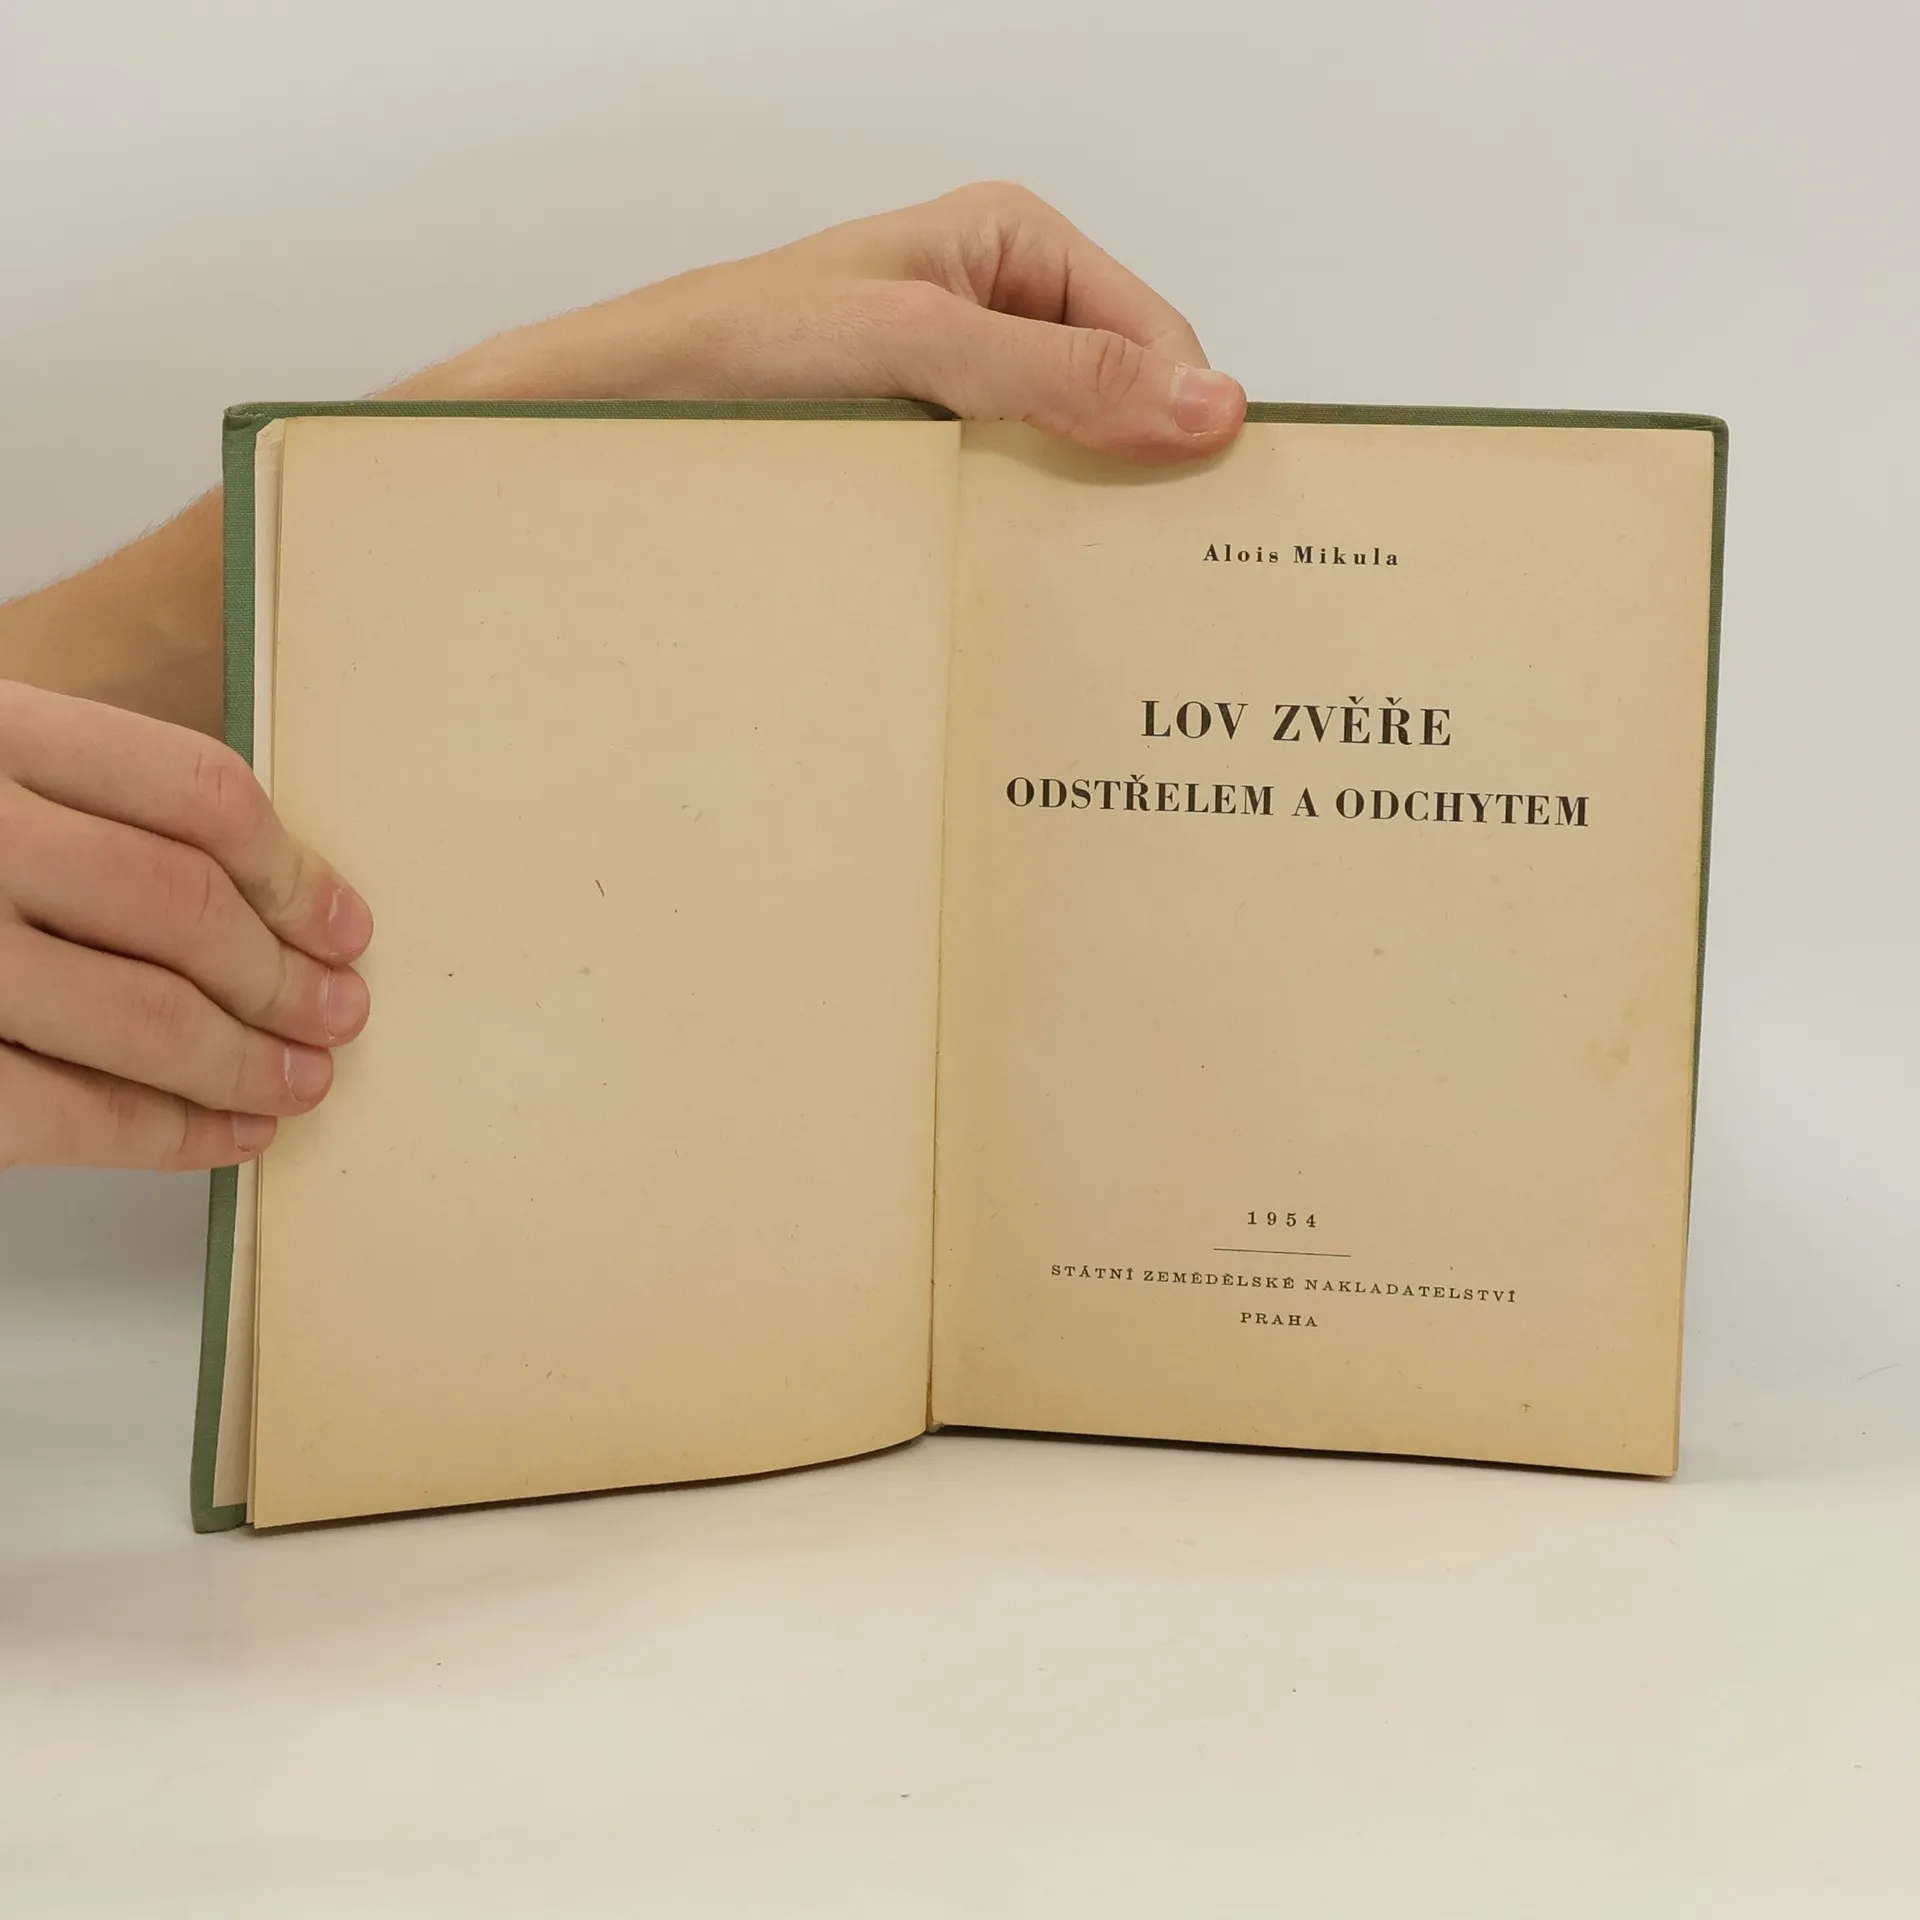 Alois Mikula
LOV ZVĚŘE
ODSTŘELEM A ODCHYTEM
1954
STÁTNÍ ZEMĚDĚLSKÉ NAKLADATELSTVÍ
PRAHA